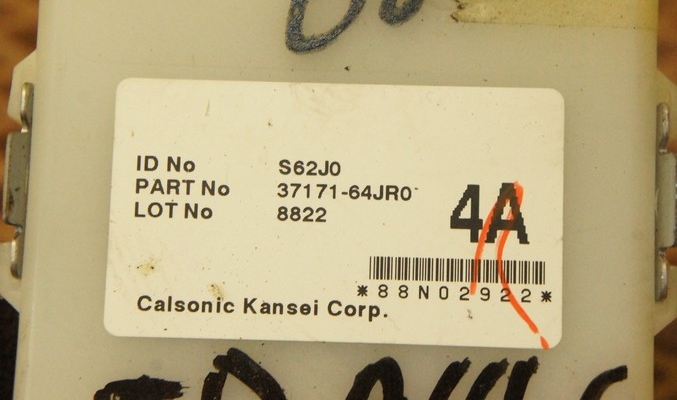 ID No S62J0
PART No 37171-64JR0
LOT No 8822
4A
*88N02922*
Calsonic Kansei Corp.